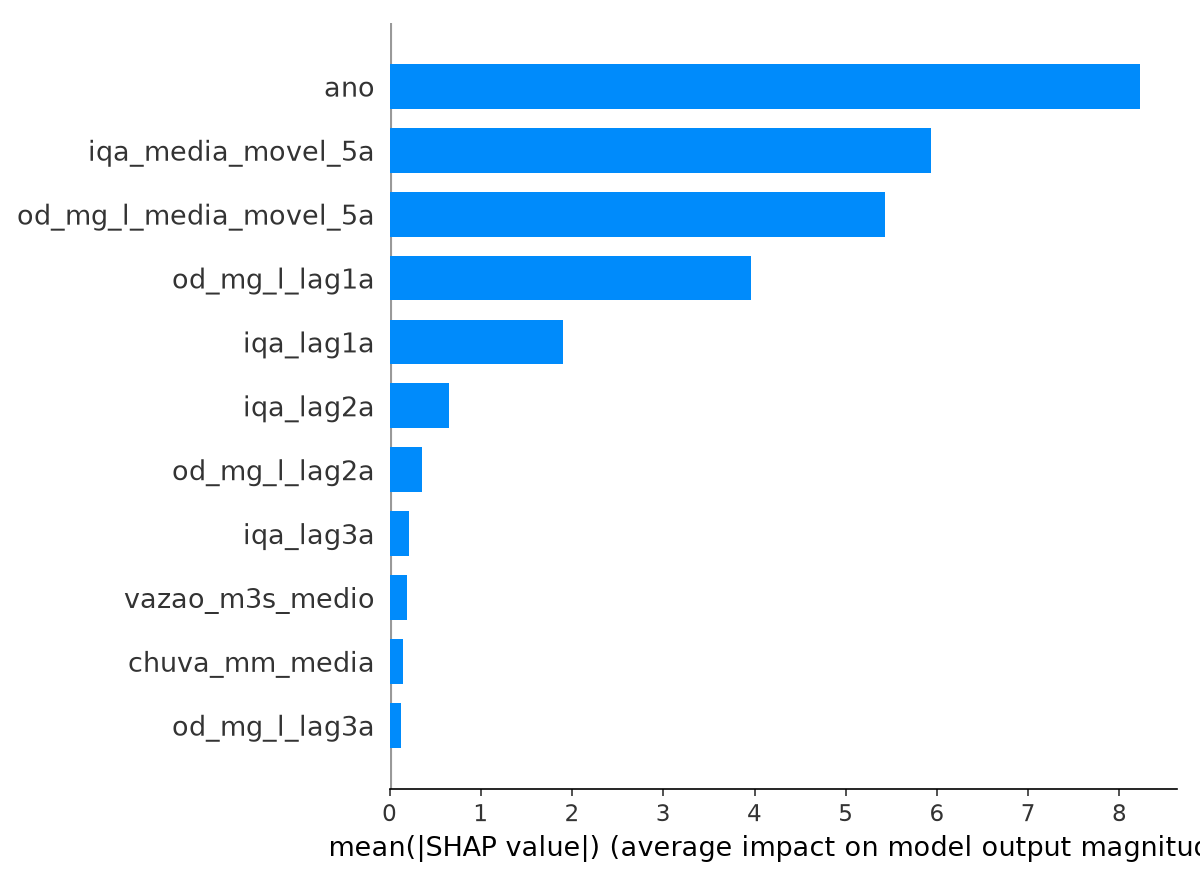 ano
iqa_media_movel_5a
od_mg_l_media_movel_5a
od_mg_l_lag1a
iqa_lag1a
iqa_lag2a
od_mg_l_lag2a
iqa_lag3a
vazao_m3s_medio
chuva_mm_media
od_mg_l_lag3a
0 1 2 3 4 5 6 7 8
mean(|SHAP value|) (average impact on model output